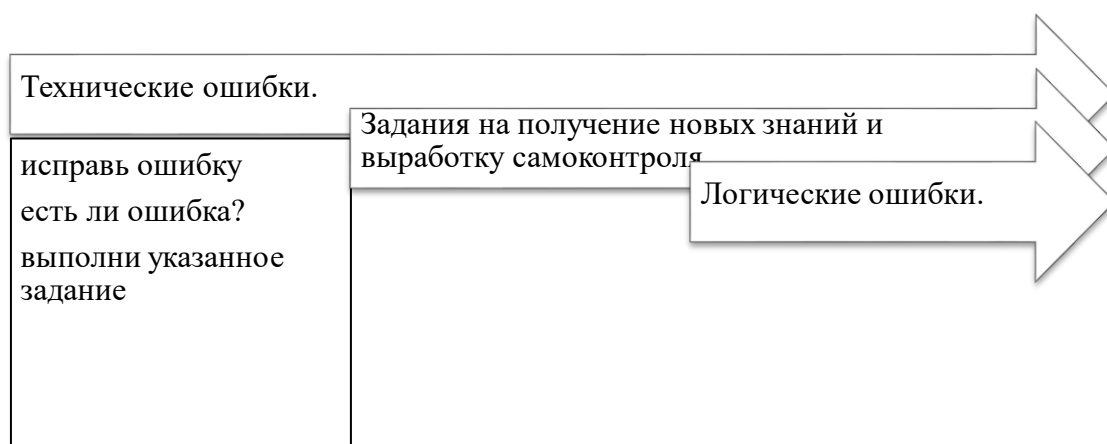 Технические ошибки.
исправь ошибку
есть ли ошибка?
выполни указанное
задание
Задания на получение новых знаний и
выработку самоконтроля
Логические ошибки.